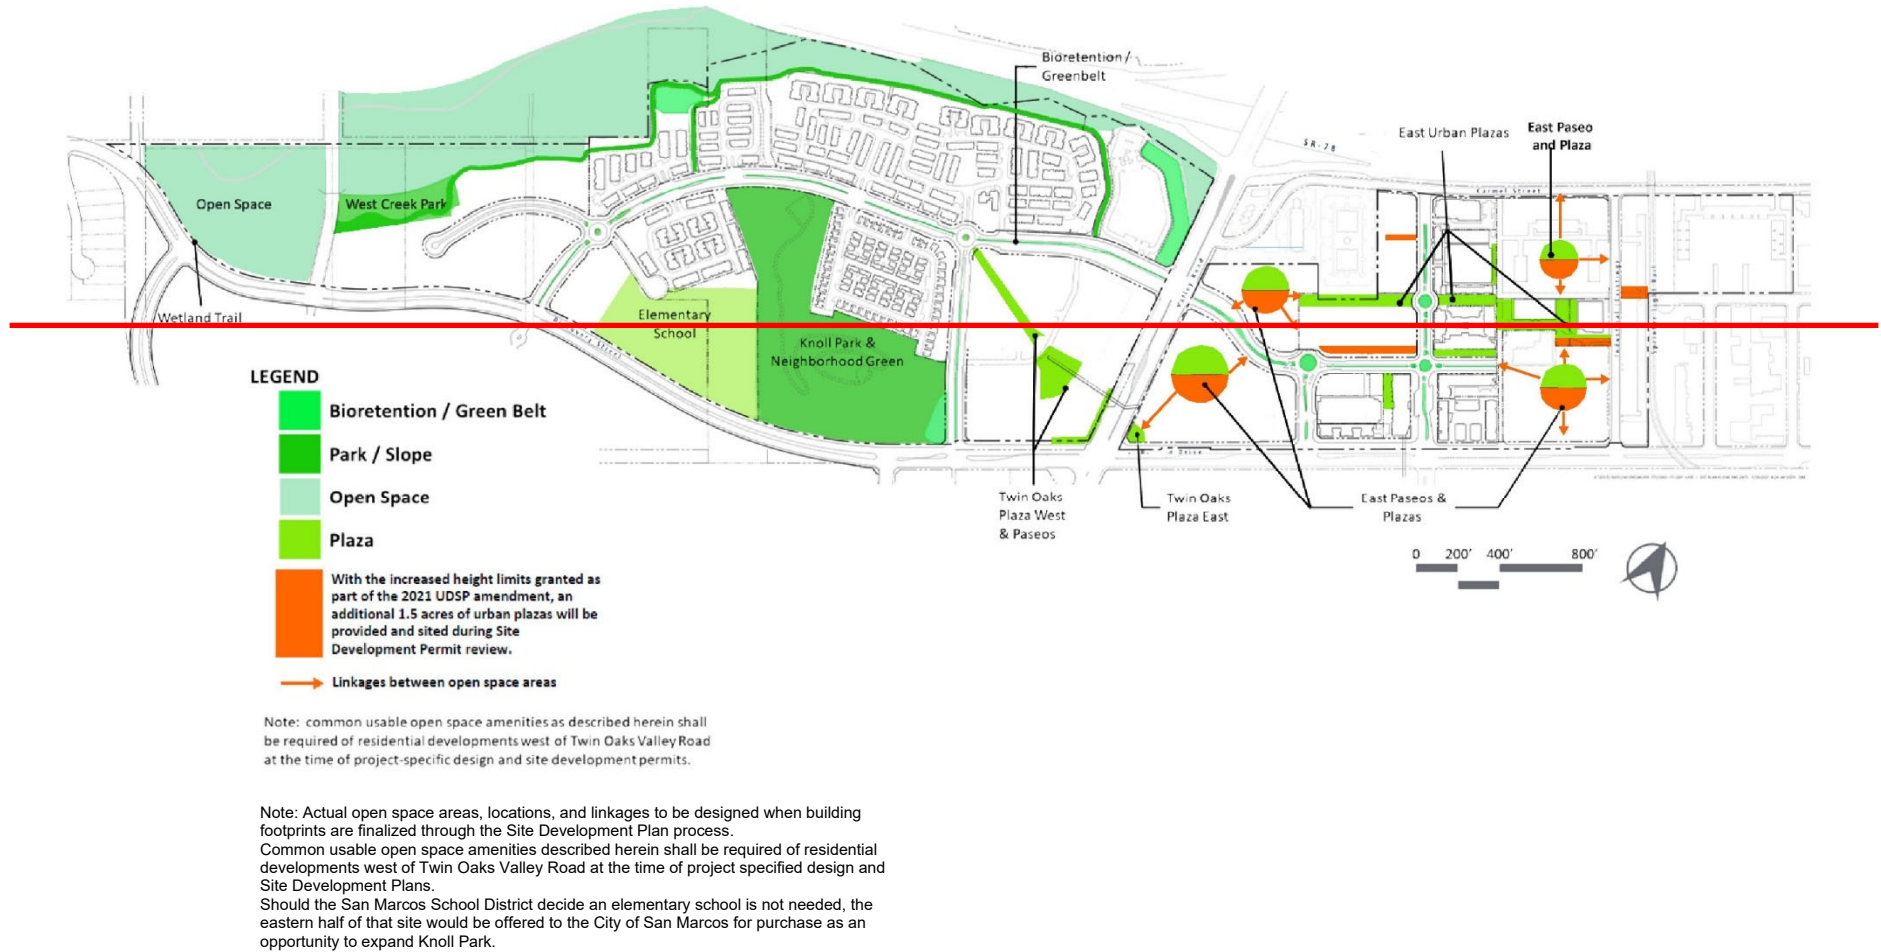 Bioretention /
Greenbelt
East Urban Plazas
East Paseo
and Plaza
SR-78
Carmel Street
Open Space
West Creek Park
Wetland Trail
Elementary
School
Knoll Park &
Neighborhood Green
Road
Twin Oaks
Plaza West
& Paseos
Twin Oaks
Plaza East
East Paseos &
Plazas
0 200' 400' 800'
LEGEND
Bioretention / Green Belt
Park / Slope
Open Space
Plaza
With the increased height limits granted as
part of the 2021 UDSP amendment, an
additional 1.5 acres of urban plazas will be
provided and sited during Site
Development Permit review.
Linkages between open space areas
Note: common usable open space amenities as described herein shall
be required of residential developments west of Twin Oaks Valley Road
at the time of project-specific design and site development permits.
Note: Actual open space areas, locations, and linkages to be designed when building
footprints are finalized through the Site Development Plan process.
Common usable open space amenities described herein shall be required of residential
developments west of Twin Oaks Valley Road at the time of project specified design and
Site Development Plans.
Should the San Marcos School District decide an elementary school is not needed, the
eastern half of that site would be offered to the City of San Marcos for purchase as an
opportunity to expand Knoll Park.